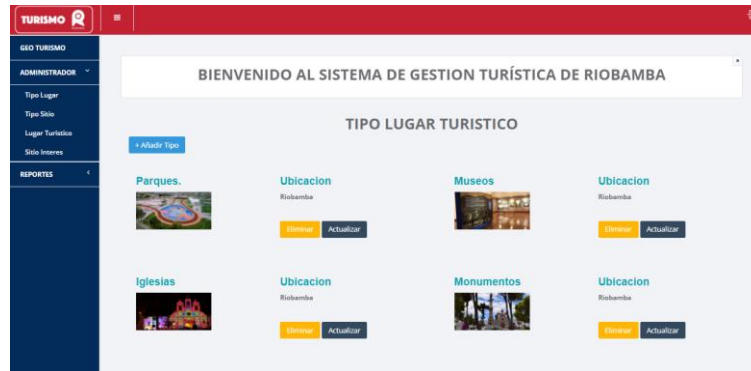 TURISMO
GEO TURISMO
ADMINISTRADOR
Tipo Lugar
Tipo Sitio
Lugar Turistico
Sitio Interes
REPORTES
BIENVENIDO AL SISTEMA DE GESTION TURÍSTICA DE RIOBAMBA
TIPO LUGAR TURISTICO
+ Añadir Tipo
Parques.
Ubicacion
Riobamba
Eliminar Actualizar
Museos
Ubicacion
Riobamba
Eliminar Actualizar
Iglesias
Ubicacion
Riobamba
Eliminar Actualizar
Monumentos
Ubicacion
Riobamba
Eliminar Actualizar